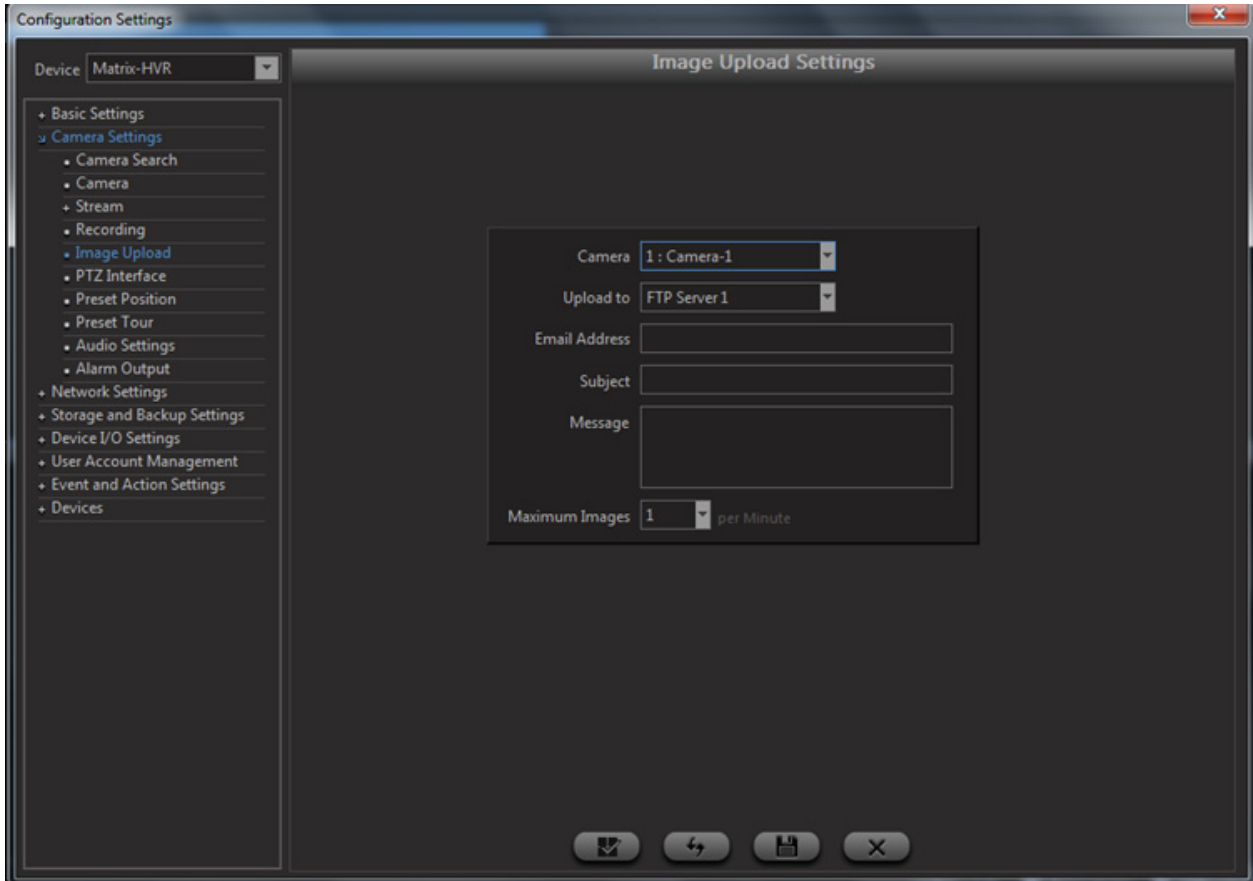 Configuration Settings
Device Matrix-HVR
Image Upload Settings
+ Basic Settings
Camera Settings
Camera Search
Camera
+ Stream
Recording
Image Upload
PTZ Interface
Preset Position
Preset Tour
Audio Settings
Alarm Output
+ Network Settings
+ Storage and Backup Settings
+ Device I/O Settings
+ User Account Management
+ Event and Action Settings
+ Devices
Camera 1 : Camera-1
Upload to FTP Server 1
Email Address
Subject
Message
Maximum Images 1 per Minute